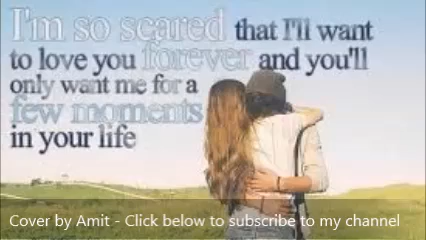 I'm so scared that I'll want
to love you forever and you'll
only want me for a
few moments
in your life
Cover by Amit - Click below to subscribe to my channel